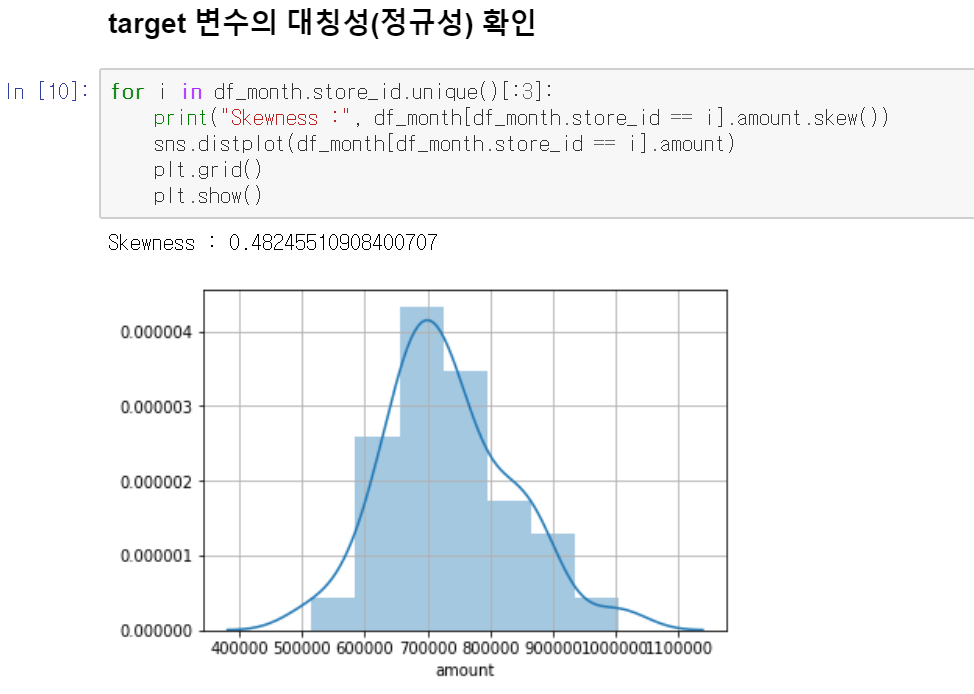 target 변수의 대칭성(정규성) 확인
In [10]: for i in df_month.store_id.unique()[:3]:
print("Skewness :", df_month[df_month.store_id == i].amount.skew())
sns.distplot(df_month[df_month.store_id == i].amount)
plt.grid()
plt.show()
Skewness : 0.48245510908400707
0.000004
0.000003
0.000002
0.000001
0.000000
400000 500000 600000 700000 800000 900000 1000000 1100000
amount